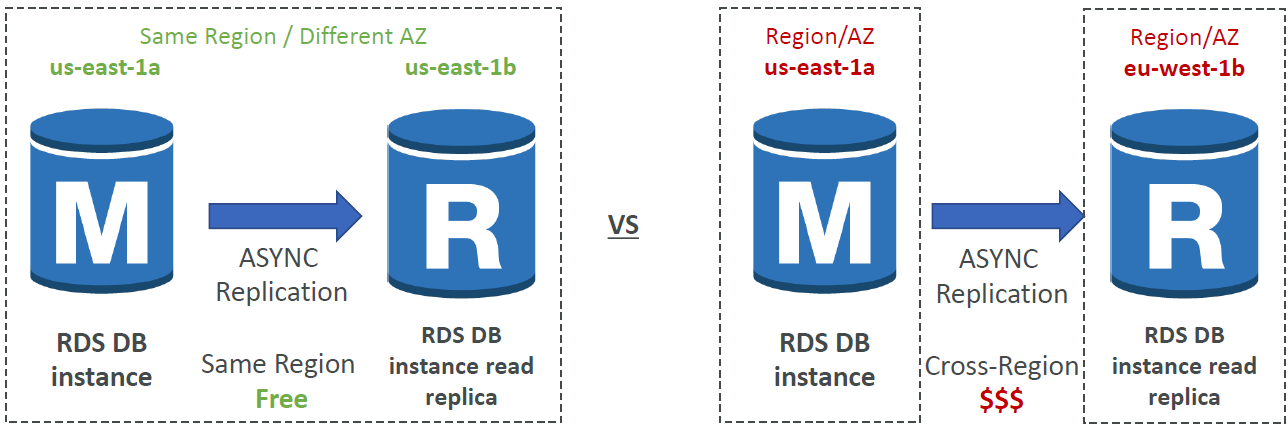 Same Region / Different AZ
us-east-1a
us-east-1b
M
R
ASYNC
Replication
RDS DB
instance
Same Region
Free
RDS DB
instance read
replica
VS
Region/AZ
us-east-1a
Region/AZ
eu-west-1b
M
R
ASYNC
Replication
RDS DB
instance
Cross-Region
$$$
RDS DB
instance read
replica